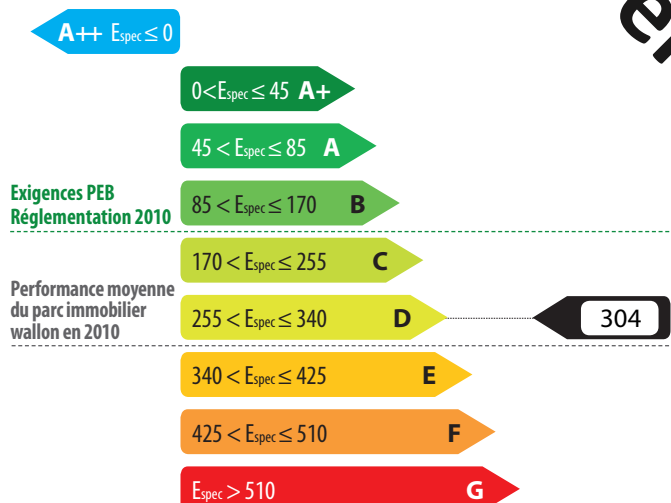 A++ Espec ≤ 0
0<Espec ≤ 45 A+
45 < Espec ≤ 85 A
Exigences PEB
Réglementation 2010
85 < Espec ≤ 170 B
170 < Espec ≤ 255 C
Performance moyenne
du parc immobilier
wallon en 2010
255 < Espec ≤ 340 D
304
340 < Espec ≤ 425 E
425 < Espec ≤ 510 F
Espec > 510 G